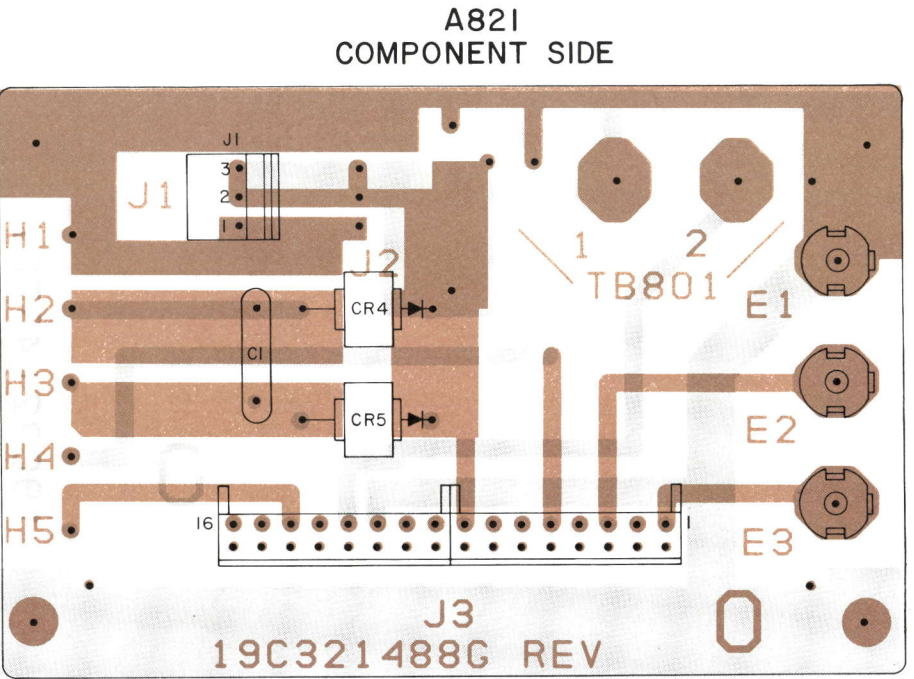 A821
COMPONENT SIDE
J1
3
J1
2
1
H1
J2
1
2
TB801
E1
H2
CR4
C1
H3
E2
CR5
H4
16
1
H5
E3
J3
0
19C321488G REV